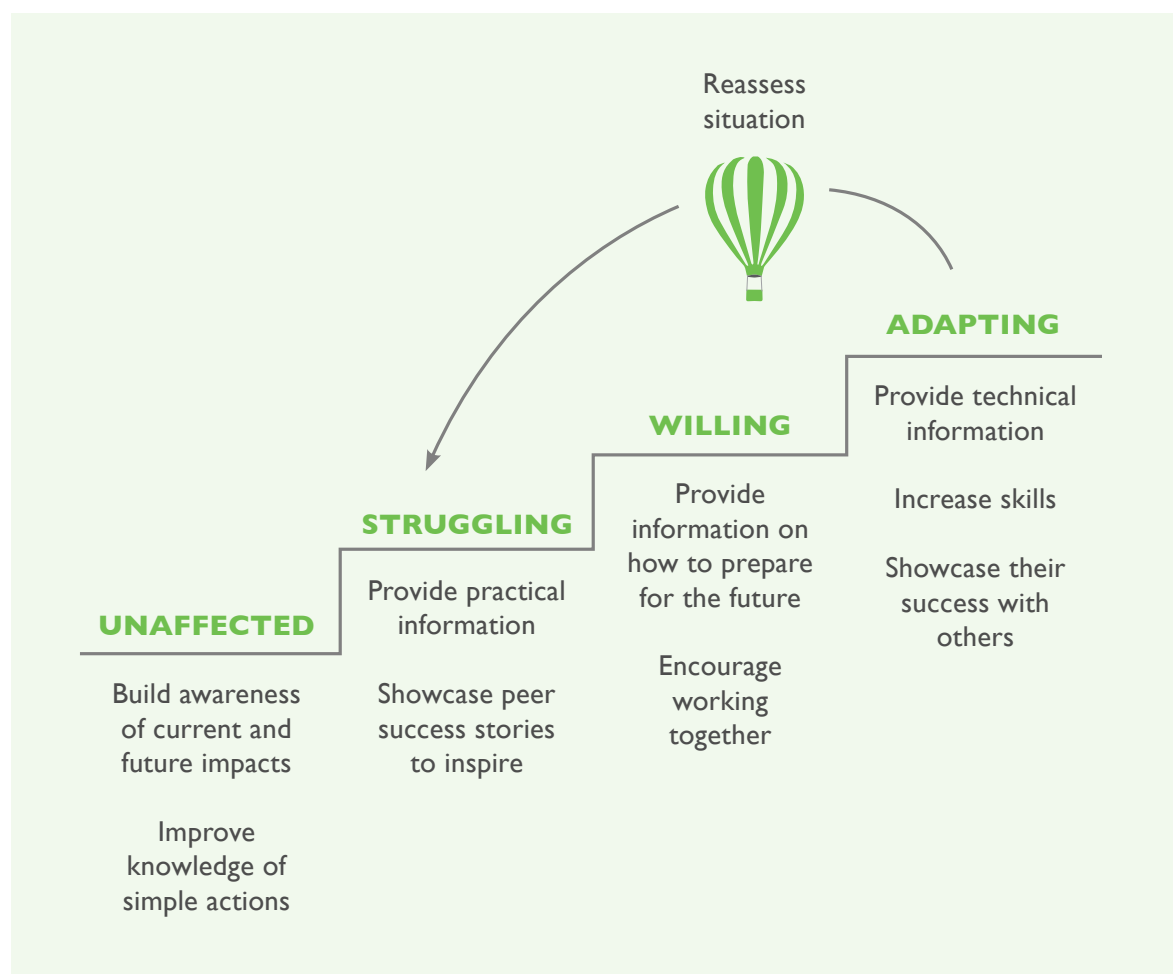 Reassess
situation
ADAPTING
Provide technical
information
Increase skills
Showcase their
success with
others
WILLING
Provide
information on
how to prepare
for the future
Encourage
working
together
STRUGGLING
Provide practical
information
Showcase peer
success stories
to inspire
UNAFFECTED
Build awareness
of current and
future impacts
Improve
knowledge of
simple actions